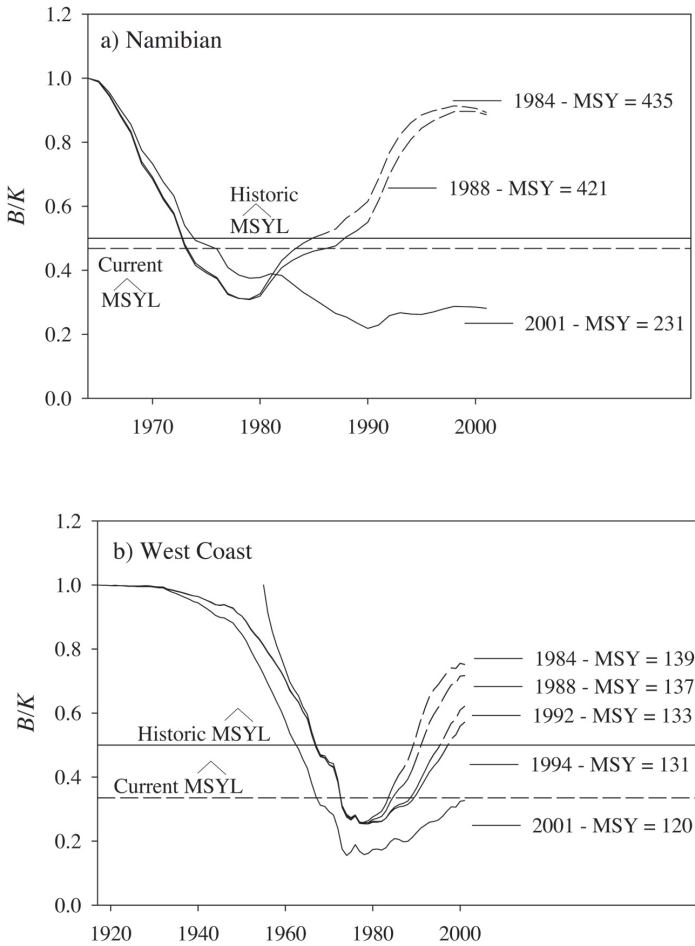 1.2
a) Namibian
1.0
1984 - MSY = 435
0.8
1988 - MSY = 421
B/K
Historic
MSYL
0.6
Current
MSYL
0.4
2001 - MSY = 231
0.2
0.0
1970 1980 1990 2000
1.2
b) West Coast
1.0
0.8
1984 - MSY = 139
1988 - MSY = 137
1992 - MSY = 133
B/K
0.6
Historic MSYL
1994 - MSY = 131
Current MSYL
0.4
2001 - MSY = 120
0.2
0.0
1920 1940 1960 1980 2000